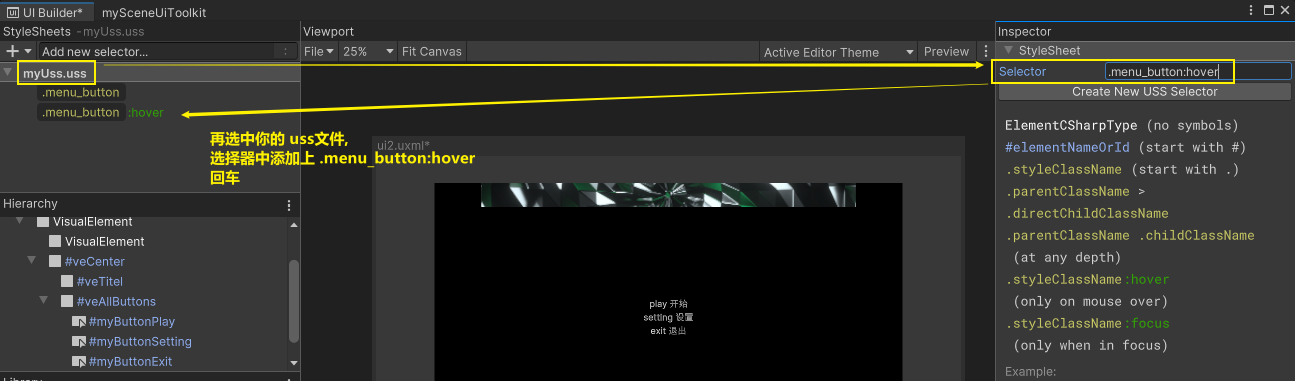 UI Builder*
mySceneUiToolkit
StyleSheets - myUss.uss
Viewport
Inspector
Add new selector...
File
25%
Fit Canvas
Active Editor Theme
Preview
StyleSheet
myUss.uss
Selector
.menu_button:hover
.menu_button
Create New USS Selector
.menu_button :hover
再选中你的 uss文件,
选择器中添加上 .menu_button:hover
回车
ui2.uxml*
ElementCSharpType (no symbols)
#elementNameOrId (start with #)
.styleClassName (start with .)
.parentClassName >
.directChildClassName
.parentClassName .childClassName
(at any depth)
.styleClassName:hover
(only on mouse over)
.styleClassName:focus
(only when in focus)
Example:
Hierarchy
VisualElement
VisualElement
#veCenter
#veTitel
#veAllButtons
#myButtonPlay
#myButtonSetting
#myButtonExit
Library
play 开始
setting 设置
exit 退出